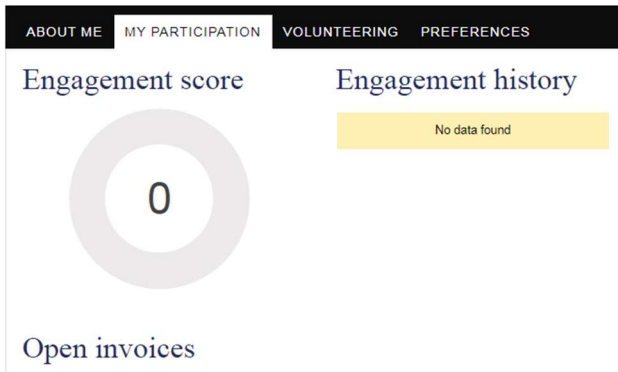 ABOUT ME MY PARTICIPATION VOLUNTEERING PREFERENCES
Engagement score
Engagement history
No data found
0
Open invoices